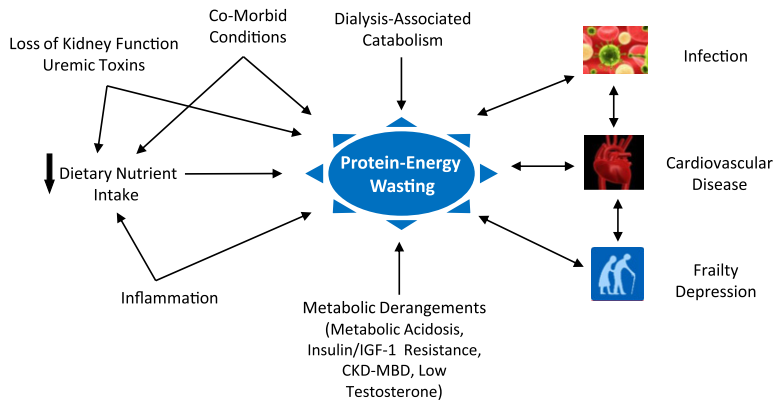 Loss of Kidney Function
Uremic Toxins
Co-Morbid
Conditions
Dialysis-Associated
Catabolism
Infection
Protein-Energy
Wasting
Dietary Nutrient
Intake
Cardiovascular
Disease
Inflammation
Frailty
Depression
Metabolic Derangements
(Metabolic Acidosis,
Insulin/IGF-1 Resistance,
CKD-MBD, Low
Testosterone)